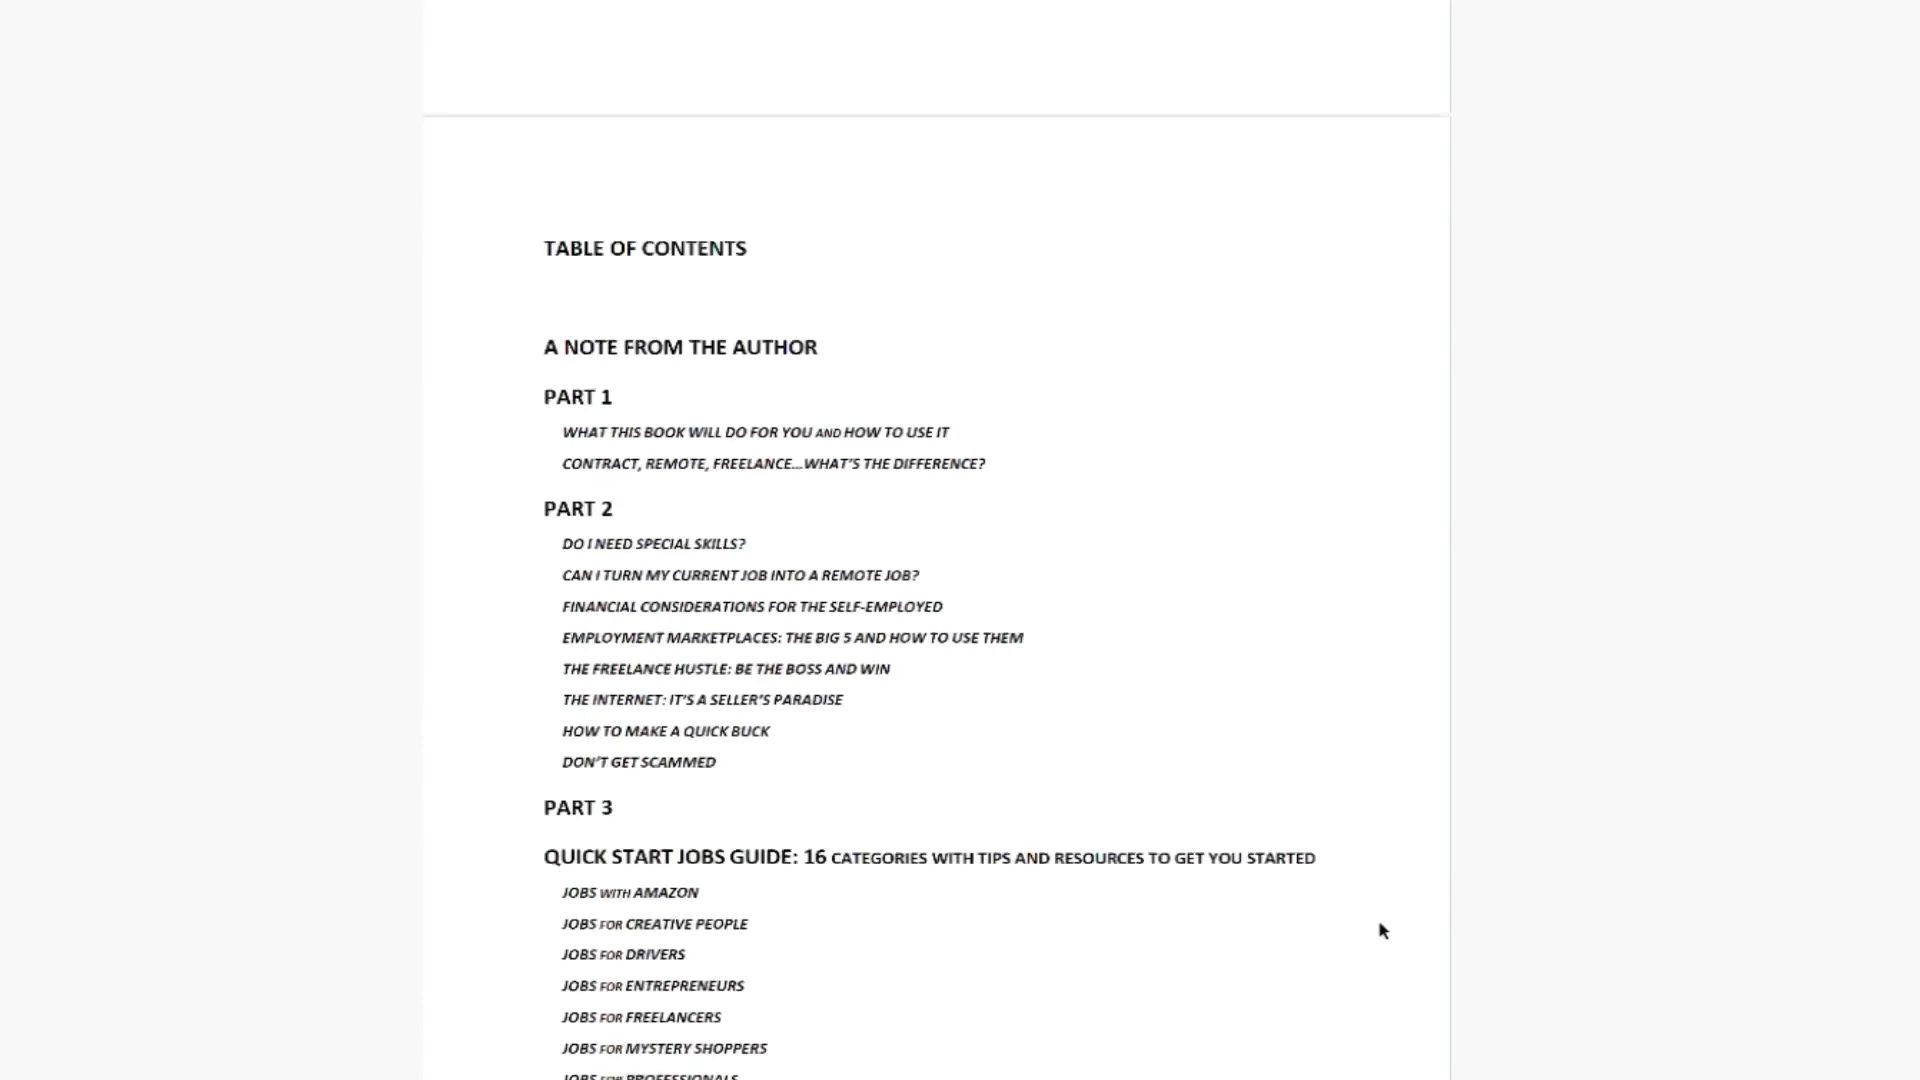 TABLE OF CONTENTS
A NOTE FROM THE AUTHOR
PART 1
WHAT THIS BOOK WILL DO FOR YOU AND HOW TO USE IT
CONTRACT, REMOTE, FREELANCE...WHAT'S THE DIFFERENCE?
PART 2
DO I NEED SPECIAL SKILLS?
CAN I TURN MY CURRENT JOB INTO A REMOTE JOB?
FINANCIAL CONSIDERATIONS FOR THE SELF-EMPLOYED
EMPLOYMENT MARKETPLACES: THE BIG 5 AND HOW TO USE THEM
THE FREELANCE HUSTLE: BE THE BOSS AND WIN
THE INTERNET: IT'S A SELLER'S PARADISE
HOW TO MAKE A QUICK BUCK
DON'T GET SCAMMED
PART 3
QUICK START JOBS GUIDE: 16 CATEGORIES WITH TIPS AND RESOURCES TO GET YOU STARTED
JOBS WITH AMAZON
JOBS FOR CREATIVE PEOPLE
JOBS FOR DRIVERS
JOBS FOR ENTREPRENEURS
JOBS FOR FREELANCERS
JOBS FOR MYSTERY SHOPPERS
JOBS FOR PROFESSIONALS